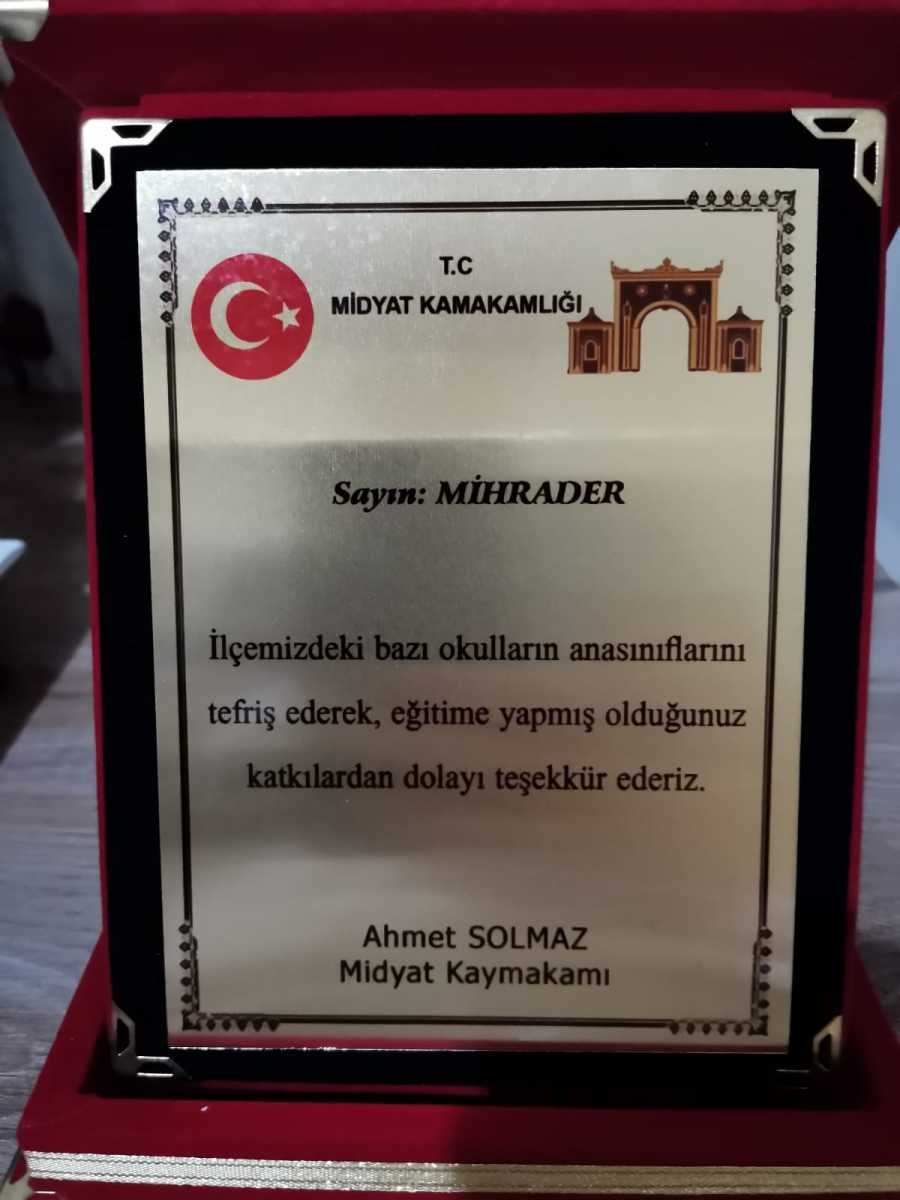 T.C
MİDYAT KAMAKAMLIĞI
Sayın: MİHRADER
İlçemizdeki bazı okulların anasınıflarını
tefriş ederek, eğitime yapmış olduğunuz
katkılardan dolayı teşekkür ederiz.
Ahmet SOLMAZ
Midyat Kaymakamı